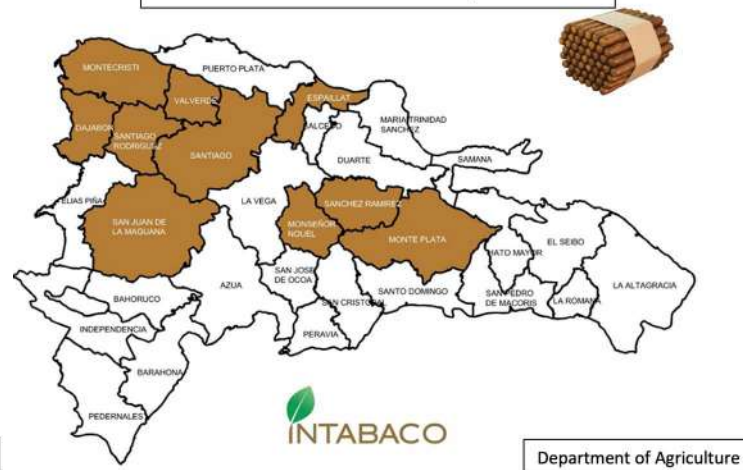 MONTECRISTI
PUERTO PLATA
VALVERDE
ESPAILLAT
DAJABON
SANTIAGO
RODRIGUEZ
SANTIAGO
SALCEDO
MARIA TRINIDAD
SANCHEZ
DUARTE
SAMANA
ELIAS PIÑA
LA VEGA
SANCHEZ RAMIREZ
SAN JUAN DE
LA MAGUANA
MONSEÑOR
NOUEL
MONTE PLATA
HATO MAYOR
EL SEIBO
BAHORUCO
AZUA
SAN JOSE
DE OCOA
SAN CRISTOBAL
SANTO DOMINGO
SAN PEDRO
DE MACORIS
LA ROMANA
LA ALTAGRACIA
INDEPENDENCIA
PERAVIA
BARAHONA
PEDERNALES
INTABACO
Department of Agriculture